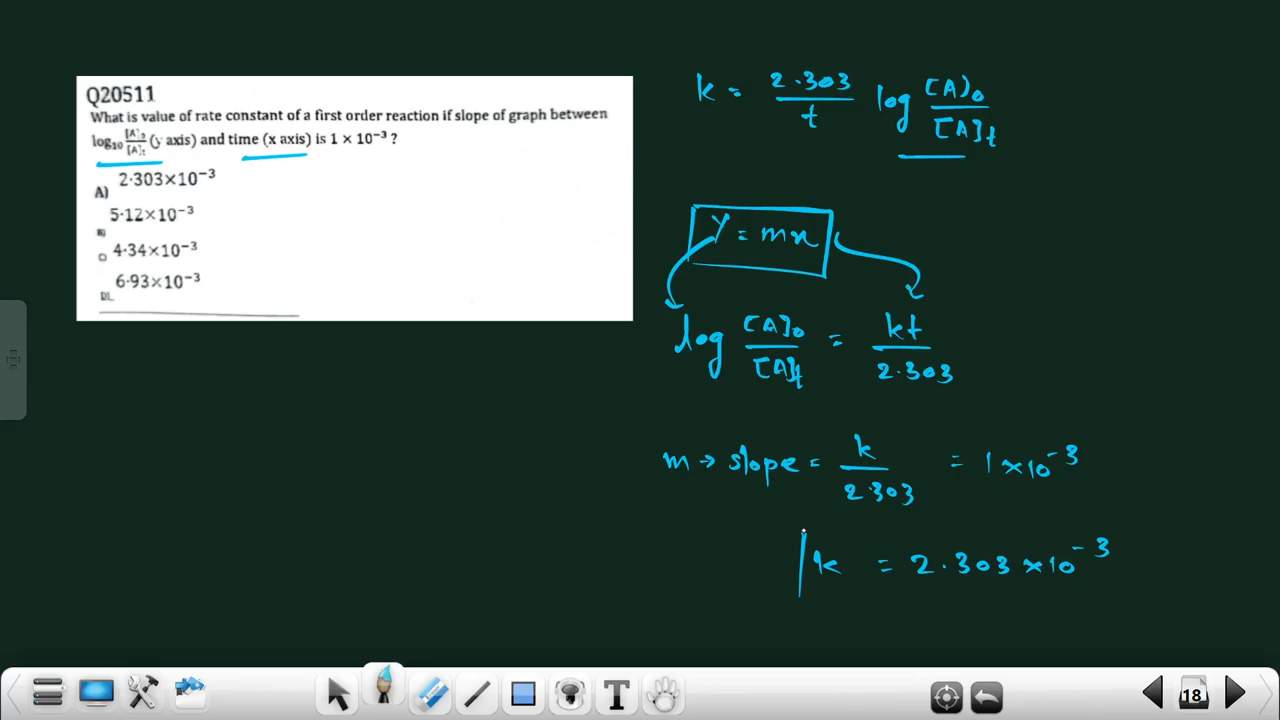 Q20511
What is value of rate constant of a first order reaction if slope of graph between
log₁₀ [A]₀/[A]ₜ (y axis) and time (x axis) is 1 × 10⁻³ ?
A) 2·303×10⁻³
B) 5·12×10⁻³
C) 4·34×10⁻³
D) 6·93×10⁻³
k = 2.303/t log [A]₀/[A]t
Y = mx
log [A]₀/[A]t = kt/2.303
m → slope = k/2.303 = 1×10⁻³
k = 2.303×10⁻³
T
18